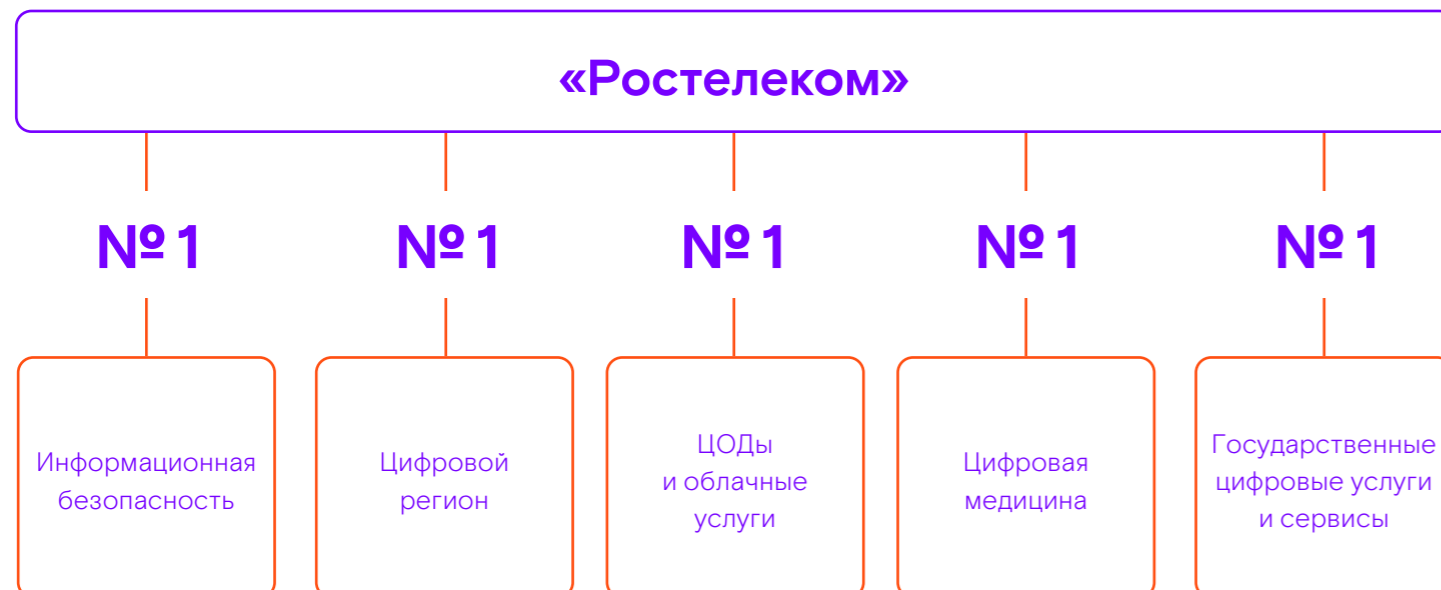 «Ростелеком»
№ 1
№ 1
№ 1
№ 1
№ 1
Информационная
безопасность
Цифровой
регион
ЦОДы
и облачные
услуги
Цифровая
медицина
Государственные
цифровые услуги
и сервисы